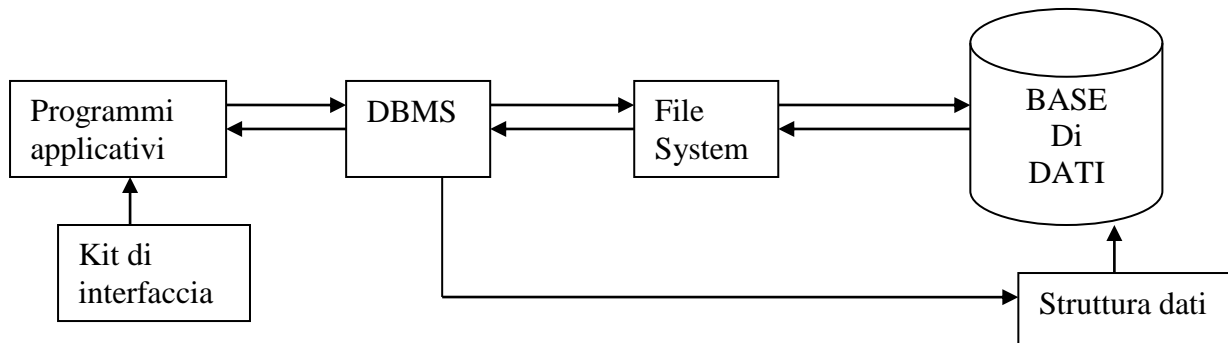 Programmi
applicativi
DBMS
File
System
BASE
Di
DATI
Kit di
interfaccia
Struttura dati